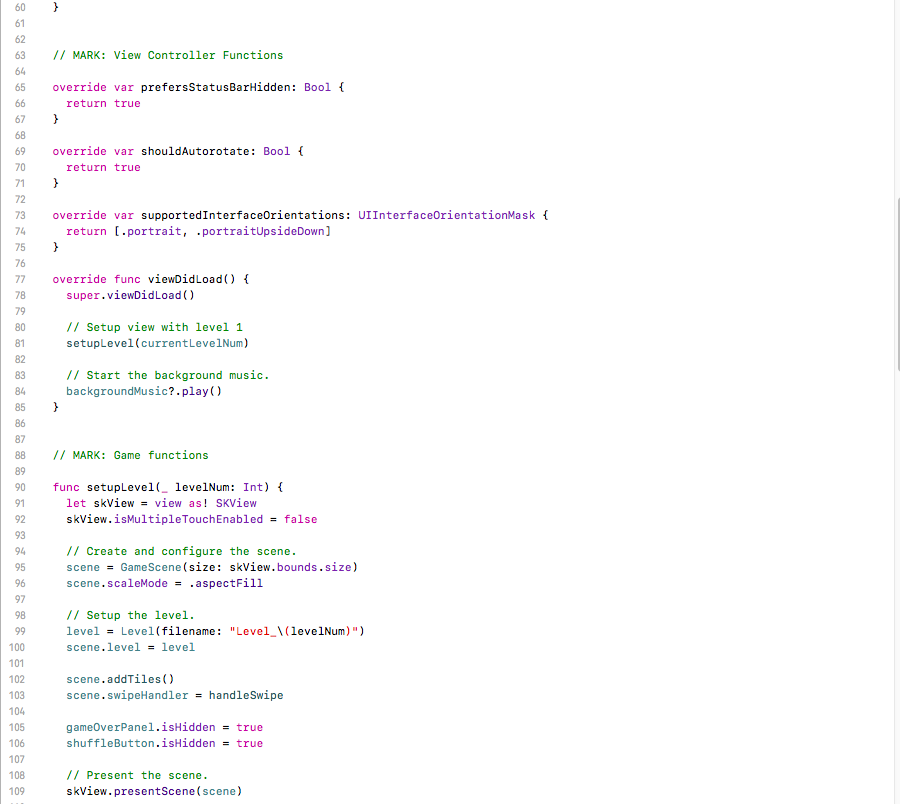 60 }
61
62
63 // MARK: View Controller Functions
64
65 override var prefersStatusBarHidden: Bool {
66 return true
67 }
68
69 override var shouldAutorotate: Bool {
70 return true
71 }
72
73 override var supportedInterfaceOrientations: UIInterfaceOrientationMask {
74 return [.portrait, .portraitUpsideDown]
75 }
76
77 override func viewDidLoad() {
78 super.viewDidLoad()
79
80 // Setup view with level 1
81 setupLevel(currentLevelNum)
82
83 // Start the background music.
84 backgroundMusic?.play()
85 }
86
87
88 // MARK: Game functions
89
90 func setupLevel(_ levelNum: Int) {
91 let skView = view as! SKView
92 skView.isMultipleTouchEnabled = false
93
94 // Create and configure the scene.
95 scene = GameScene(size: skView.bounds.size)
96 scene.scaleMode = .aspectFill
97
98 // Setup the level.
99 level = Level(filename: "Level_\(levelNum)")
100 scene.level = level
101
102 scene.addTiles()
103 scene.swipeHandler = handleSwipe
104
105 gameOverPanel.isHidden = true
106 shuffleButton.isHidden = true
107
108 // Present the scene.
109 skView.presentScene(scene)